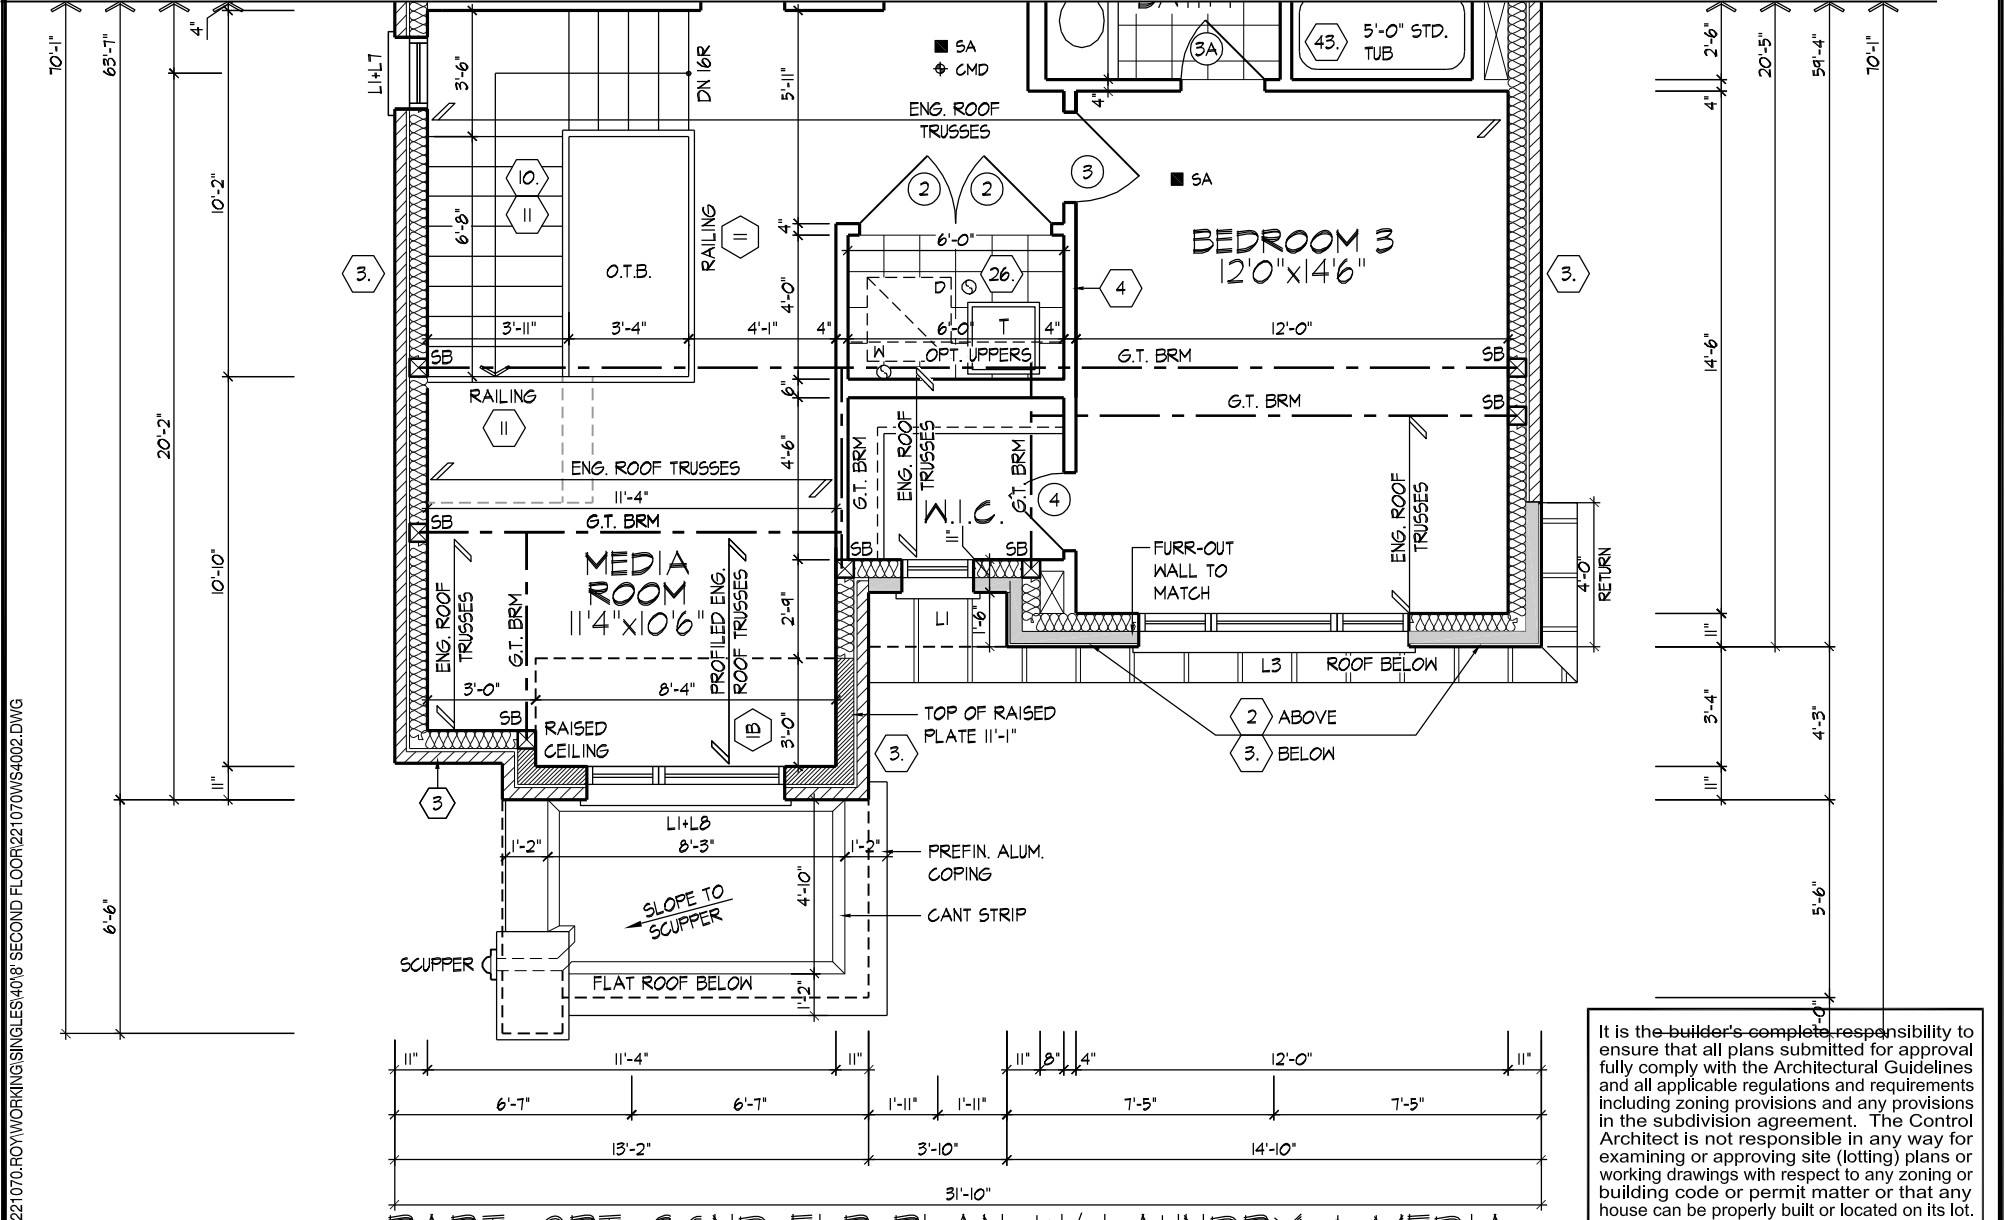 70'-1"
63'-7"
4"
L1+L7
3'-6"
DN 16R
5'-11"
SA
CMD
3A
43.
5'-0" STD.
TUB
2'-6"
20'-5"
59'-4"
70'-1"
4"
4"
ENG. ROOF
TRUSSES
10.
11
2
2
3
SA
10'-2"
6'-8"
RAILING
11
4"
6'-0"
BEDROOM 3
12'0"x14'6"
3.
O.T.B.
D
26.
4
3.
4'-0"
3'-11"
3'-4"
4'-1"
4"
6'-0"
T
4"
12'-0"
SB
W
OPT. UPPERS
G.T. BRM
SB
14'-6"
RAILING
11
6"
G.T. BRM
SB
20'-2"
4'-6"
ENG. ROOF TRUSSES
11'-4"
G.T. BRM
ENG. ROOF
TRUSSES
G.T. BRM
4
W.I.C.
11"
ENG. ROOF
TRUSSES
SB
G.T. BRM
SB
SB
10'-10"
MEDIA
ROOM
11'4"x10'6"
FURR-OUT
WALL TO
MATCH
4'-0"
RETURN
ENG. ROOF
TRUSSES
G.T. BRM
PROFILED ENG.
ROOF TRUSSES
2'-9"
L1
1'-6"
11"
L3
ROOF BELOW
3'-0"
8'-4"
SB
RAISED
CEILING
1B
3'-0"
TOP OF RAISED
PLATE 11'-1"
3.
2
ABOVE
3.
BELOW
3'-4"
4'-3"
11"
3
11"
L1+L8
1'-2"
8'-3"
1'-2"
PREFIN. ALUM.
COPING
4'-10"
SLOPE TO
SCUPPER
CANT STRIP
6'-6"
5'-6"
SCUPPER
FLAT ROOF BELOW
1'-2"
11"
11'-4"
11"
11"
8"
4"
12'-0"
11"
6'-7"
6'-7"
1'-11"
1'-11"
7'-5"
7'-5"
13'-2"
3'-10"
14'-10"
31'-10"
It is the builder's complete responsibility to
ensure that all plans submitted for approval
fully comply with the Architectural Guidelines
and all applicable regulations and requirements
including zoning provisions and any provisions
in the subdivision agreement. The Control
Architect is not responsible in any way for
examining or approving site (lotting) plans or
working drawings with respect to any zoning or
building code or permit matter or that any
house can be properly built or located on its lot.
221070.ROY\WORKING\SINGLES\40\8' SECOND FLOOR\221070WS4002.DWG